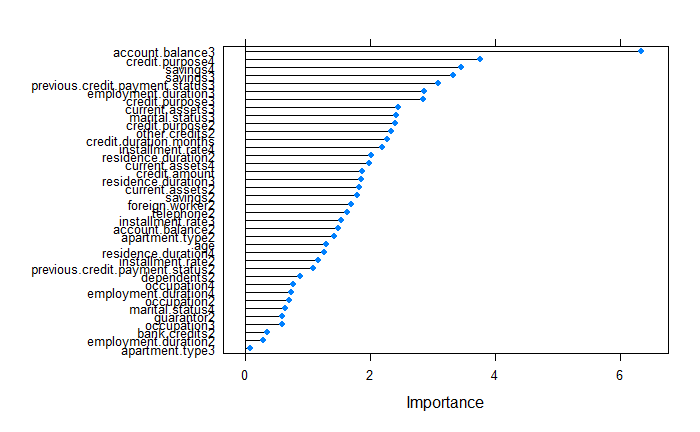 account.balance3
credit.purpose4
savings4
savings3
previous.credit.payment.status3
employment.duration3
credit.purpose3
current.assets3
marital.status3
credit.purpose2
other.credits2
credit.duration.months
installment.rate4
residence.duration2
current.assets4
credit.amount
residence.duration3
current.assets2
savings2
foreign.worker2
telephone2
installment.rate3
account.balance2
apartment.type2
age
residence.duration4
installment.rate2
previous.credit.payment.status2
dependents2
occupation4
employment.duration4
occupation2
marital.status4
guarantor2
occupation3
bank.credits2
employment.duration2
apartment.type3
0 2 4 6
Importance